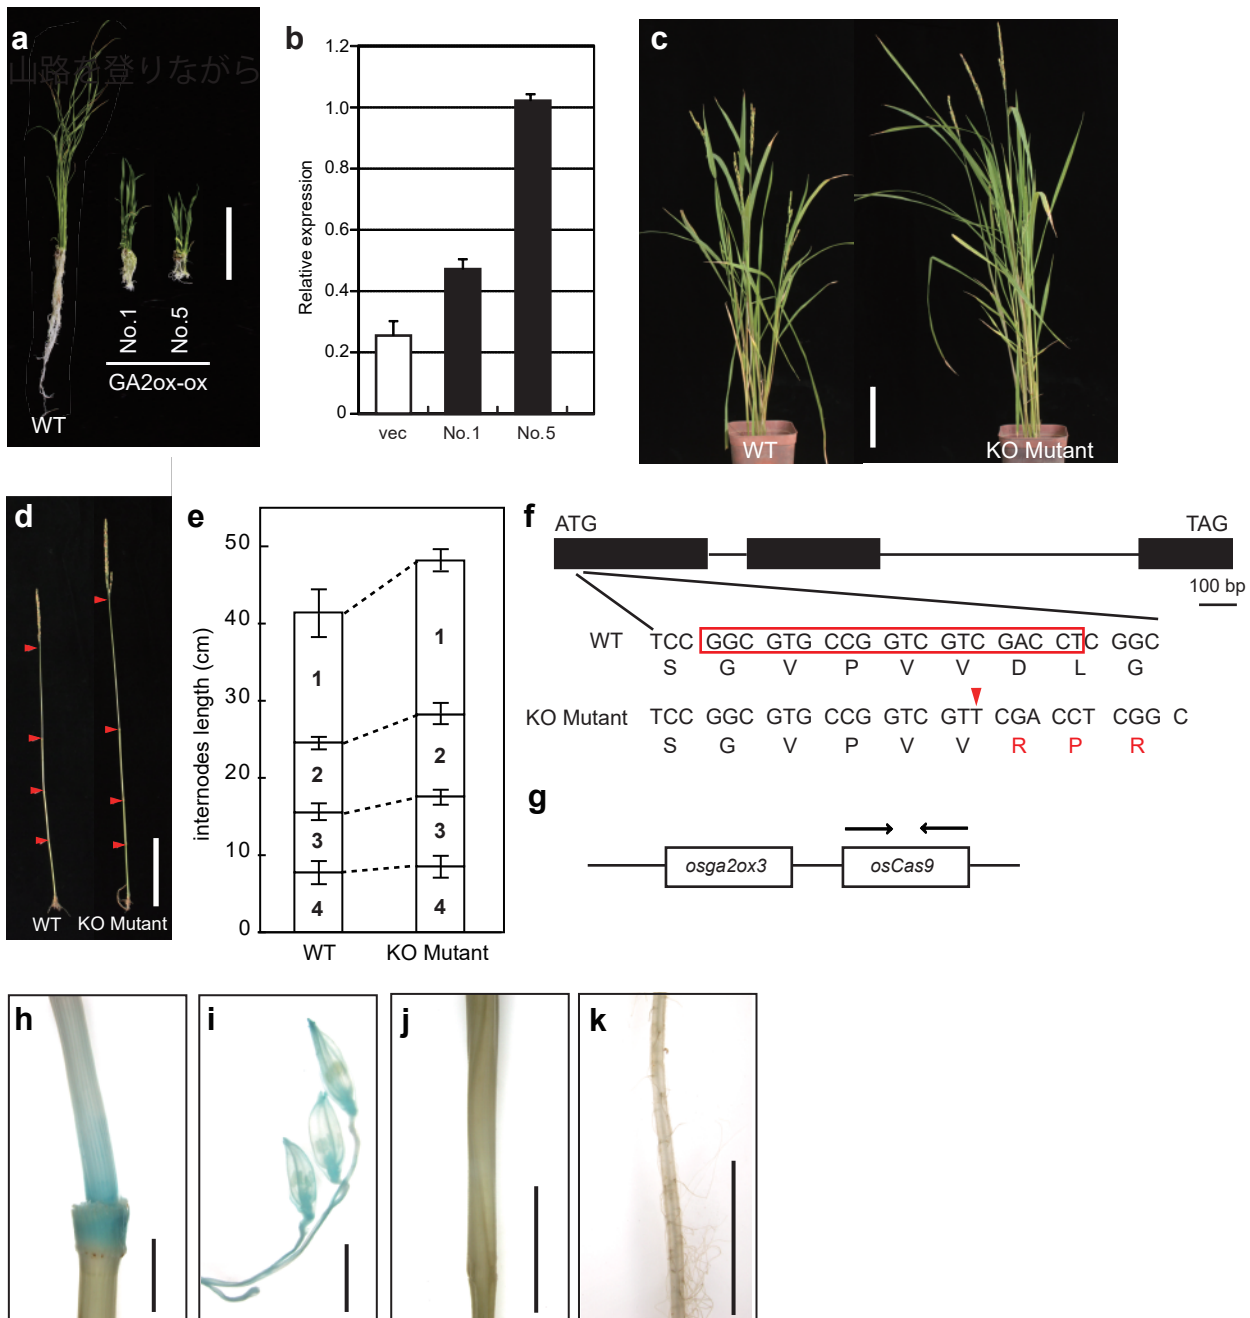 a
山路を登りながら
No.1
No.5
GA2ox-ox
WT
b
Relative expression
1.2
1.0
0.8
0.6
0.4
0.2
0
vec No.1 No.5
c
WT
KO Mutant
d
WT KO Mutant
e
internodes length (cm)
50
40
30
20
10
0
1
2
3
4
1
2
3
4
WT KO Mutant
f
ATG TAG
100 bp
WT TCC GGC GTG CCG GTC GTC GAC CTC GGC
S G V P V V D L G
KO Mutant TCC GGC GTG CCG GTC GTT CGA CCT CGG C
S G V P V V R P R
g
osga2ox3 osCas9
h
i
j
k